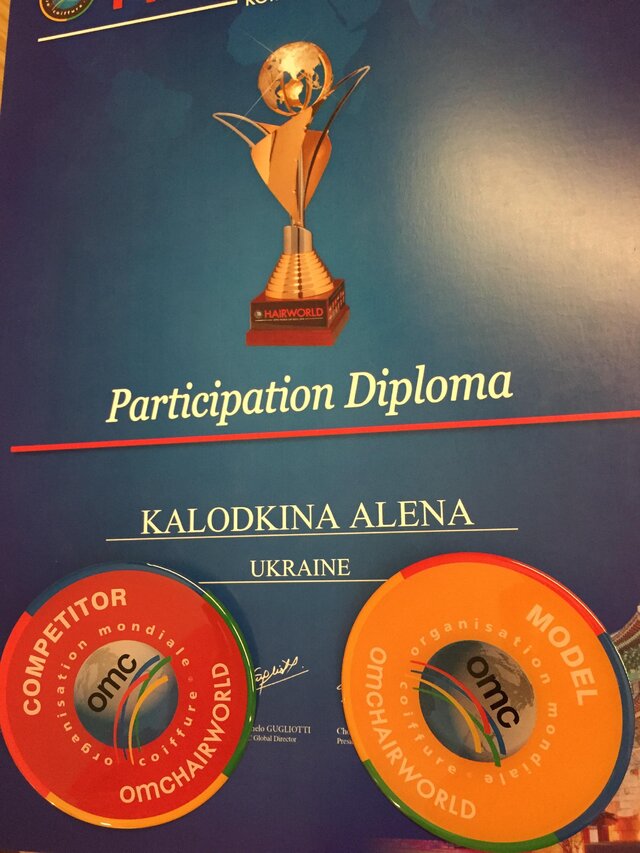 HAIRWORLD
Participation Diploma
KALODKINA ALENA
UKRAINE
COMPETITOR
organisation mondiale coiffure
omc
omcHAIRWORLD
MODEL
organisation mondiale coiffure
omc
omcHAIRWORLD
GUGLIOTTI
Global Director